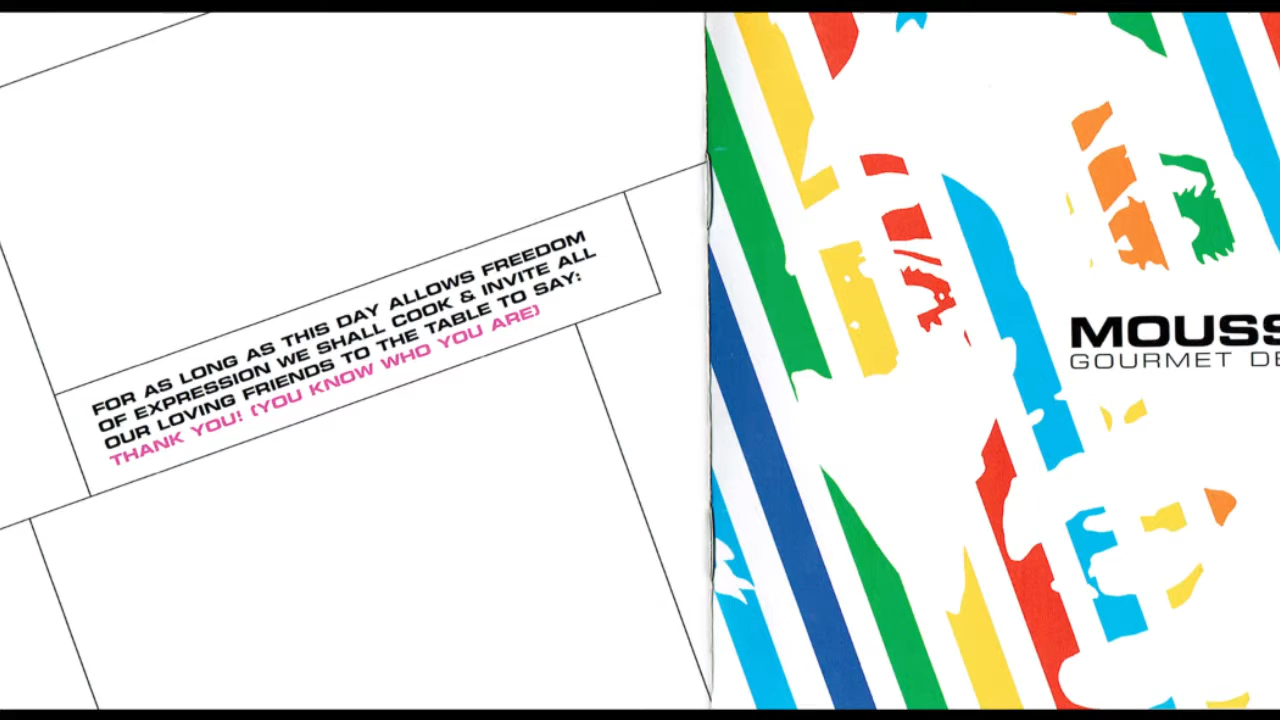 FOR AS LONG AS THIS DAY ALLOWS FREEDOM
OF EXPRESSION WE SHALL COOK & INVITE ALL
OUR LOVING FRIENDS TO THE TABLE TO SAY:
THANK YOU! (YOU KNOW WHO YOU ARE)
MOUSS
GOURMET DE